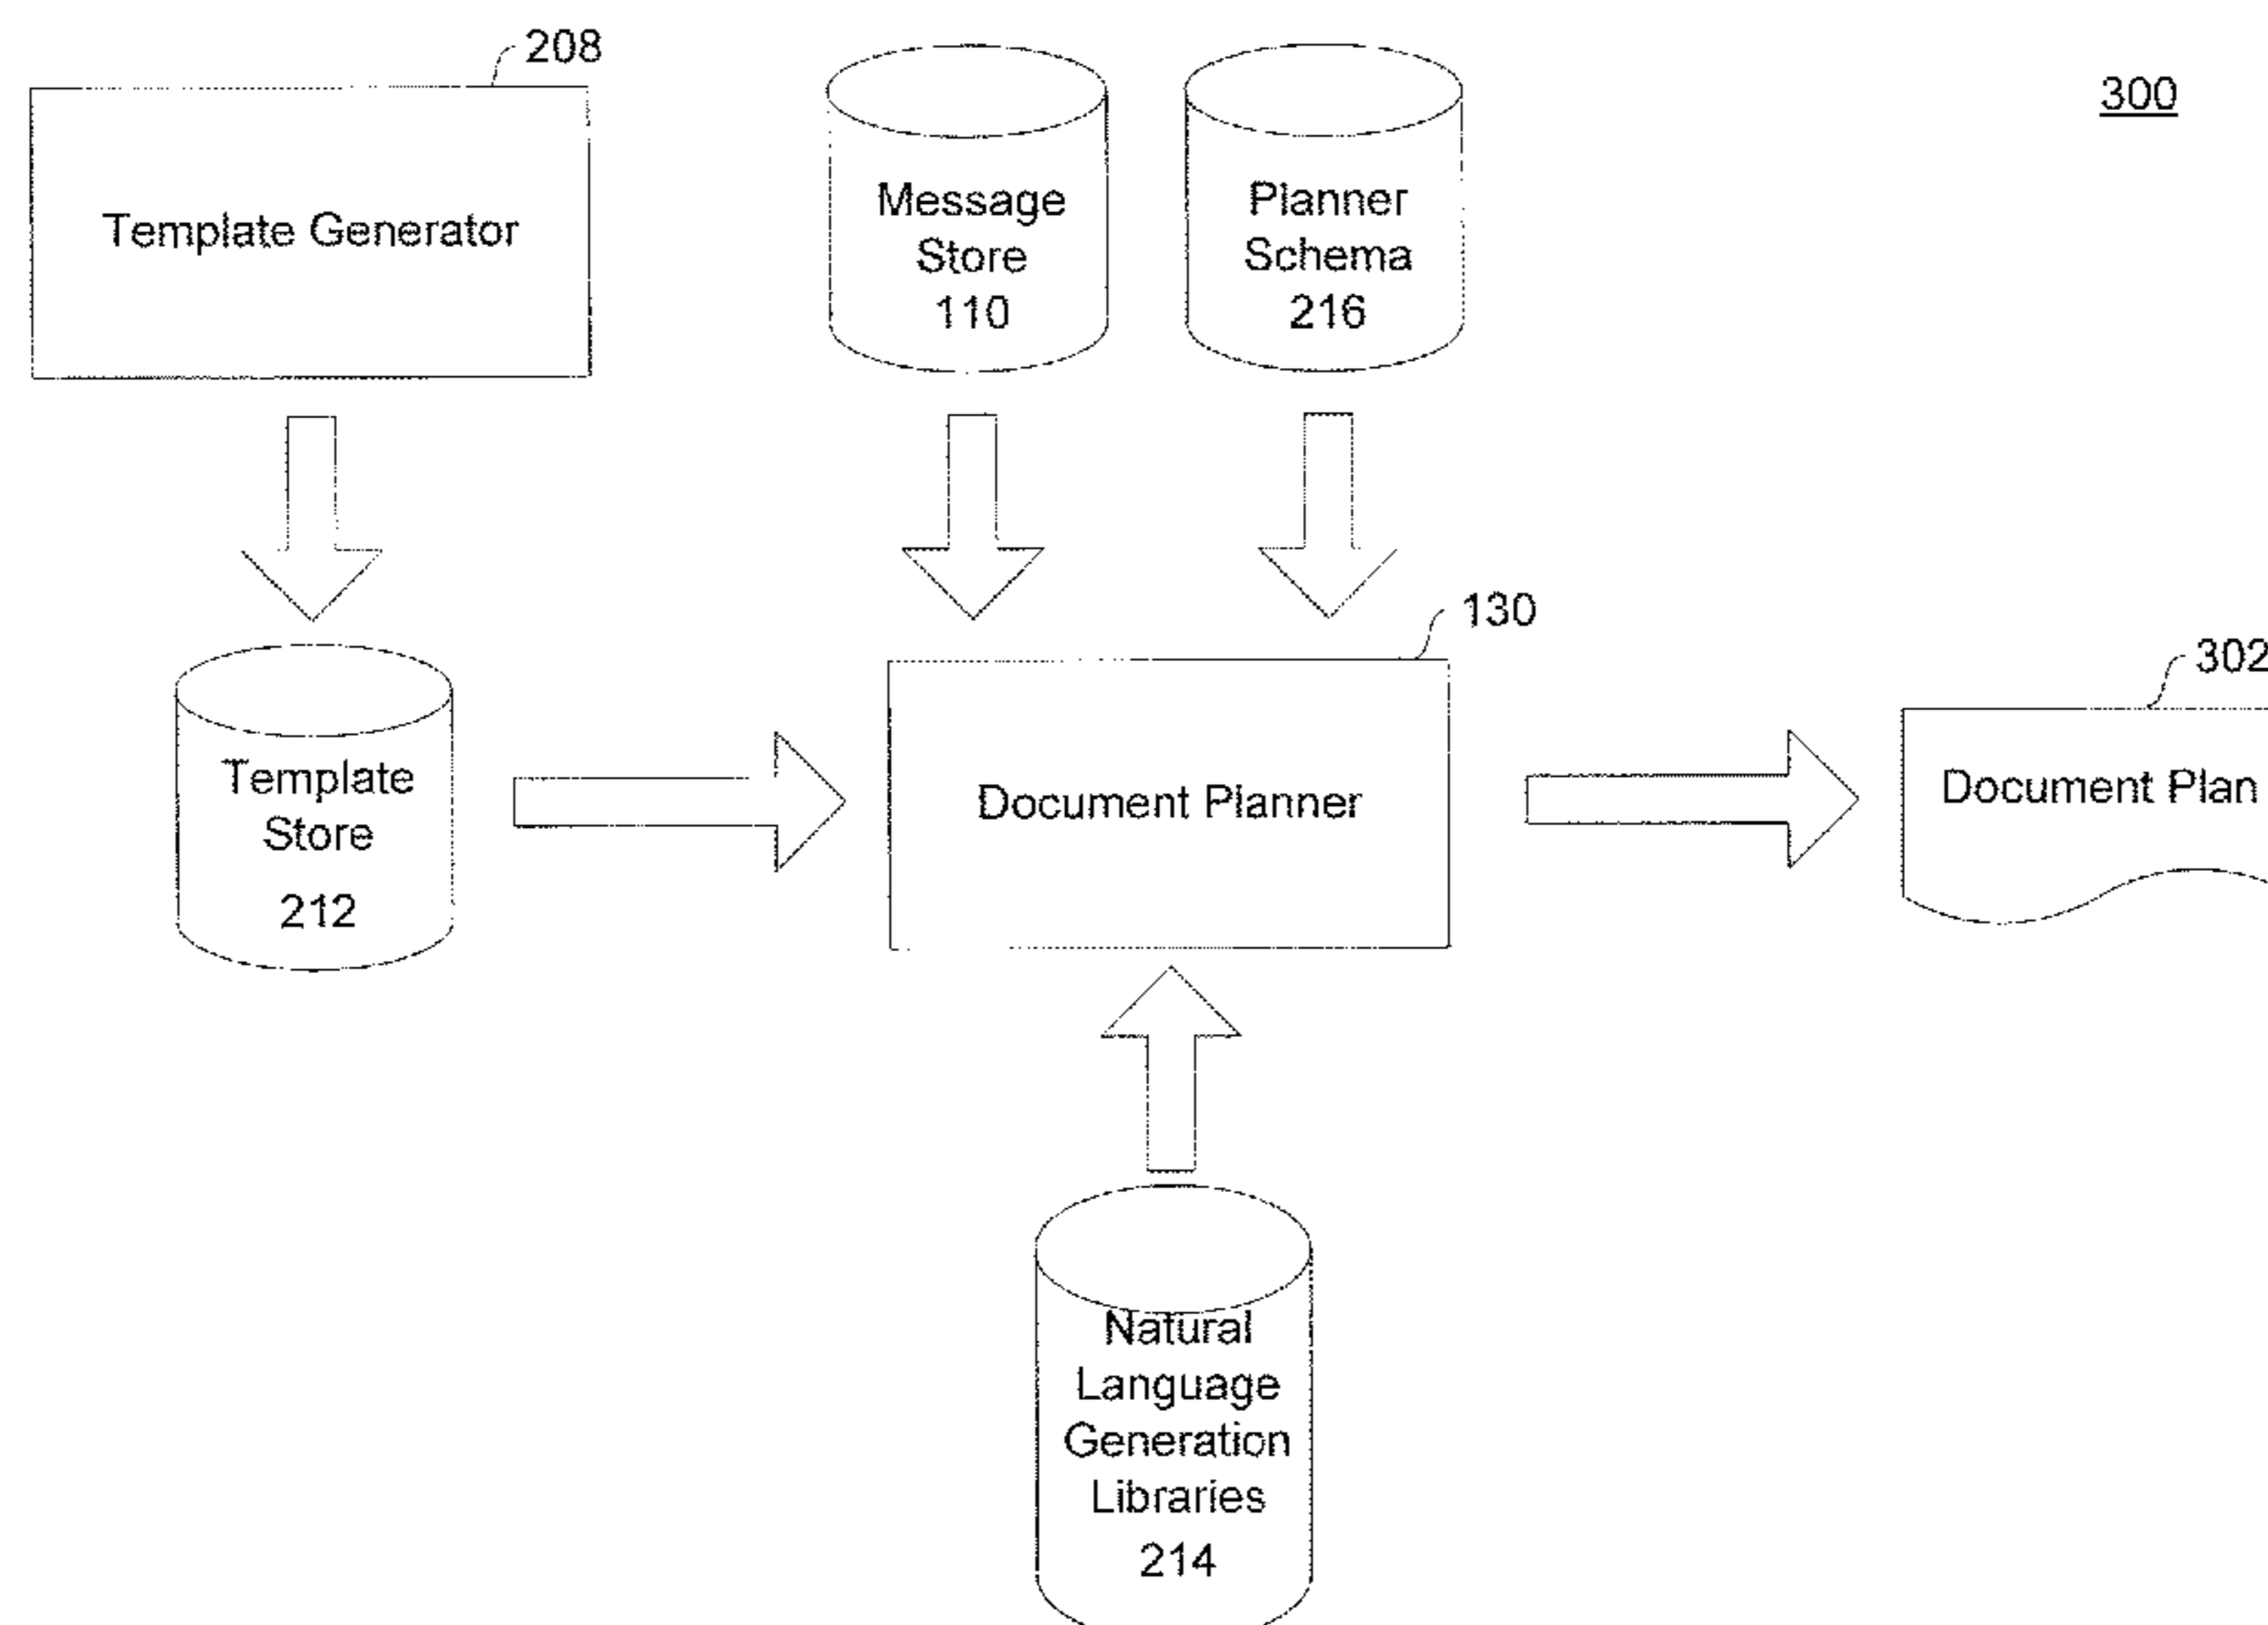 208
300
Template Generator
Message
Store
110
Planner
Schema
216
130
302
Template
Store
212
Document Planner
Document Plan
Natural
Language
Generation
Libraries
214